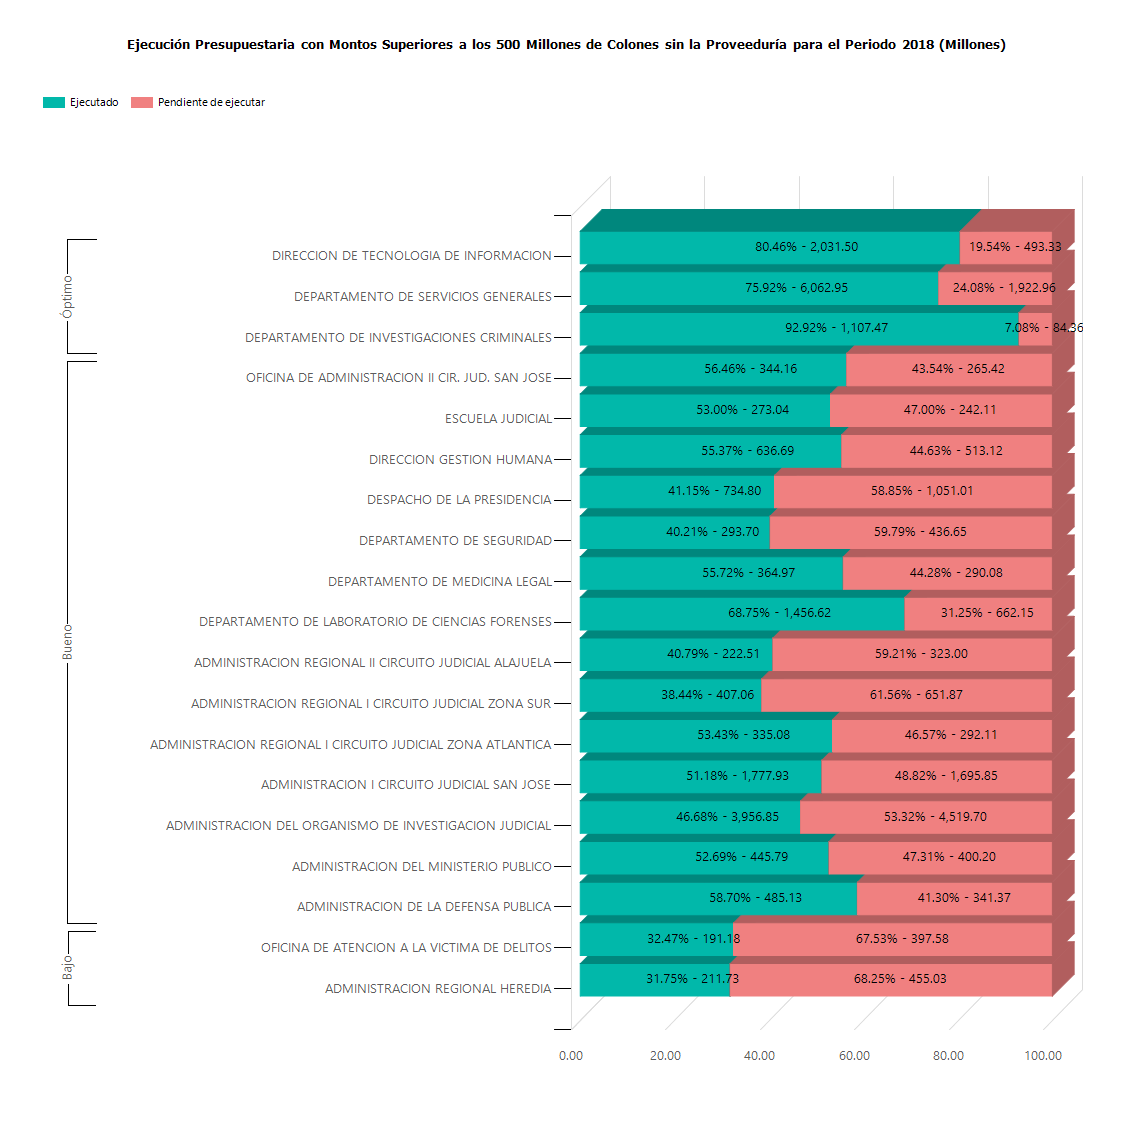 Ejecución Presupuestaria con Montos Superiores a los 500 Millones de Colones sin la Proveeduría para el Periodo 2018 (Millones)
Ejecutado
Pendiente de ejecutar
Óptimo
DIRECCION DE TECNOLOGIA DE INFORMACION 80.46% - 2,031.50 19.54% - 493.33
DEPARTAMENTO DE SERVICIOS GENERALES 75.92% - 6,062.95 24.08% - 1,922.96
DEPARTAMENTO DE INVESTIGACIONES CRIMINALES 92.92% - 1,107.47 7.08% - 84.36
Bueno
OFICINA DE ADMINISTRACION II CIR. JUD. SAN JOSE 56.46% - 344.16 43.54% - 265.42
ESCUELA JUDICIAL 53.00% - 273.04 47.00% - 242.11
DIRECCION GESTION HUMANA 55.37% - 636.69 44.63% - 513.12
DESPACHO DE LA PRESIDENCIA 41.15% - 734.80 58.85% - 1,051.01
DEPARTAMENTO DE SEGURIDAD 40.21% - 293.70 59.79% - 436.65
DEPARTAMENTO DE MEDICINA LEGAL 55.72% - 364.97 44.28% - 290.08
DEPARTAMENTO DE LABORATORIO DE CIENCIAS FORENSES 68.75% - 1,456.62 31.25% - 662.15
ADMINISTRACION REGIONAL II CIRCUITO JUDICIAL ALAJUELA 40.79% - 222.51 59.21% - 323.00
ADMINISTRACION REGIONAL I CIRCUITO JUDICIAL ZONA SUR 38.44% - 407.06 61.56% - 651.87
ADMINISTRACION REGIONAL I CIRCUITO JUDICIAL ZONA ATLANTICA 53.43% - 335.08 46.57% - 292.11
ADMINISTRACION I CIRCUITO JUDICIAL SAN JOSE 51.18% - 1,777.93 48.82% - 1,695.85
ADMINISTRACION DEL ORGANISMO DE INVESTIGACION JUDICIAL 46.68% - 3,956.85 53.32% - 4,519.70
ADMINISTRACION DEL MINISTERIO PUBLICO 52.69% - 445.79 47.31% - 400.20
ADMINISTRACION DE LA DEFENSA PUBLICA 58.70% - 485.13 41.30% - 341.37
Bajo
OFICINA DE ATENCION A LA VICTIMA DE DELITOS 32.47% - 191.18 67.53% - 397.58
ADMINISTRACION REGIONAL HEREDIA 31.75% - 211.73 68.25% - 455.03
0.00 20.00 40.00 60.00 80.00 100.00